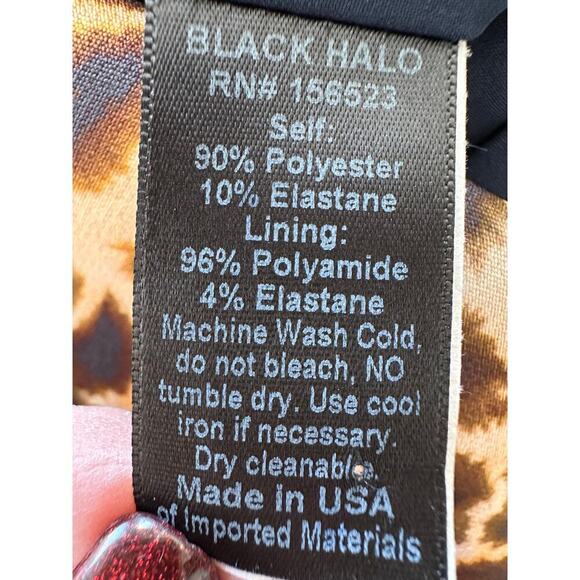 BLACK HALO
RN# 156523
Self:
90% Polyester
10% Elastane
Lining:
96% Polyamide
4% Elastane
Machine Wash Cold,
do not bleach, NO
tumble dry. Use cool
iron if necessary.
Dry cleanable
Made in USA
of Imported Materials